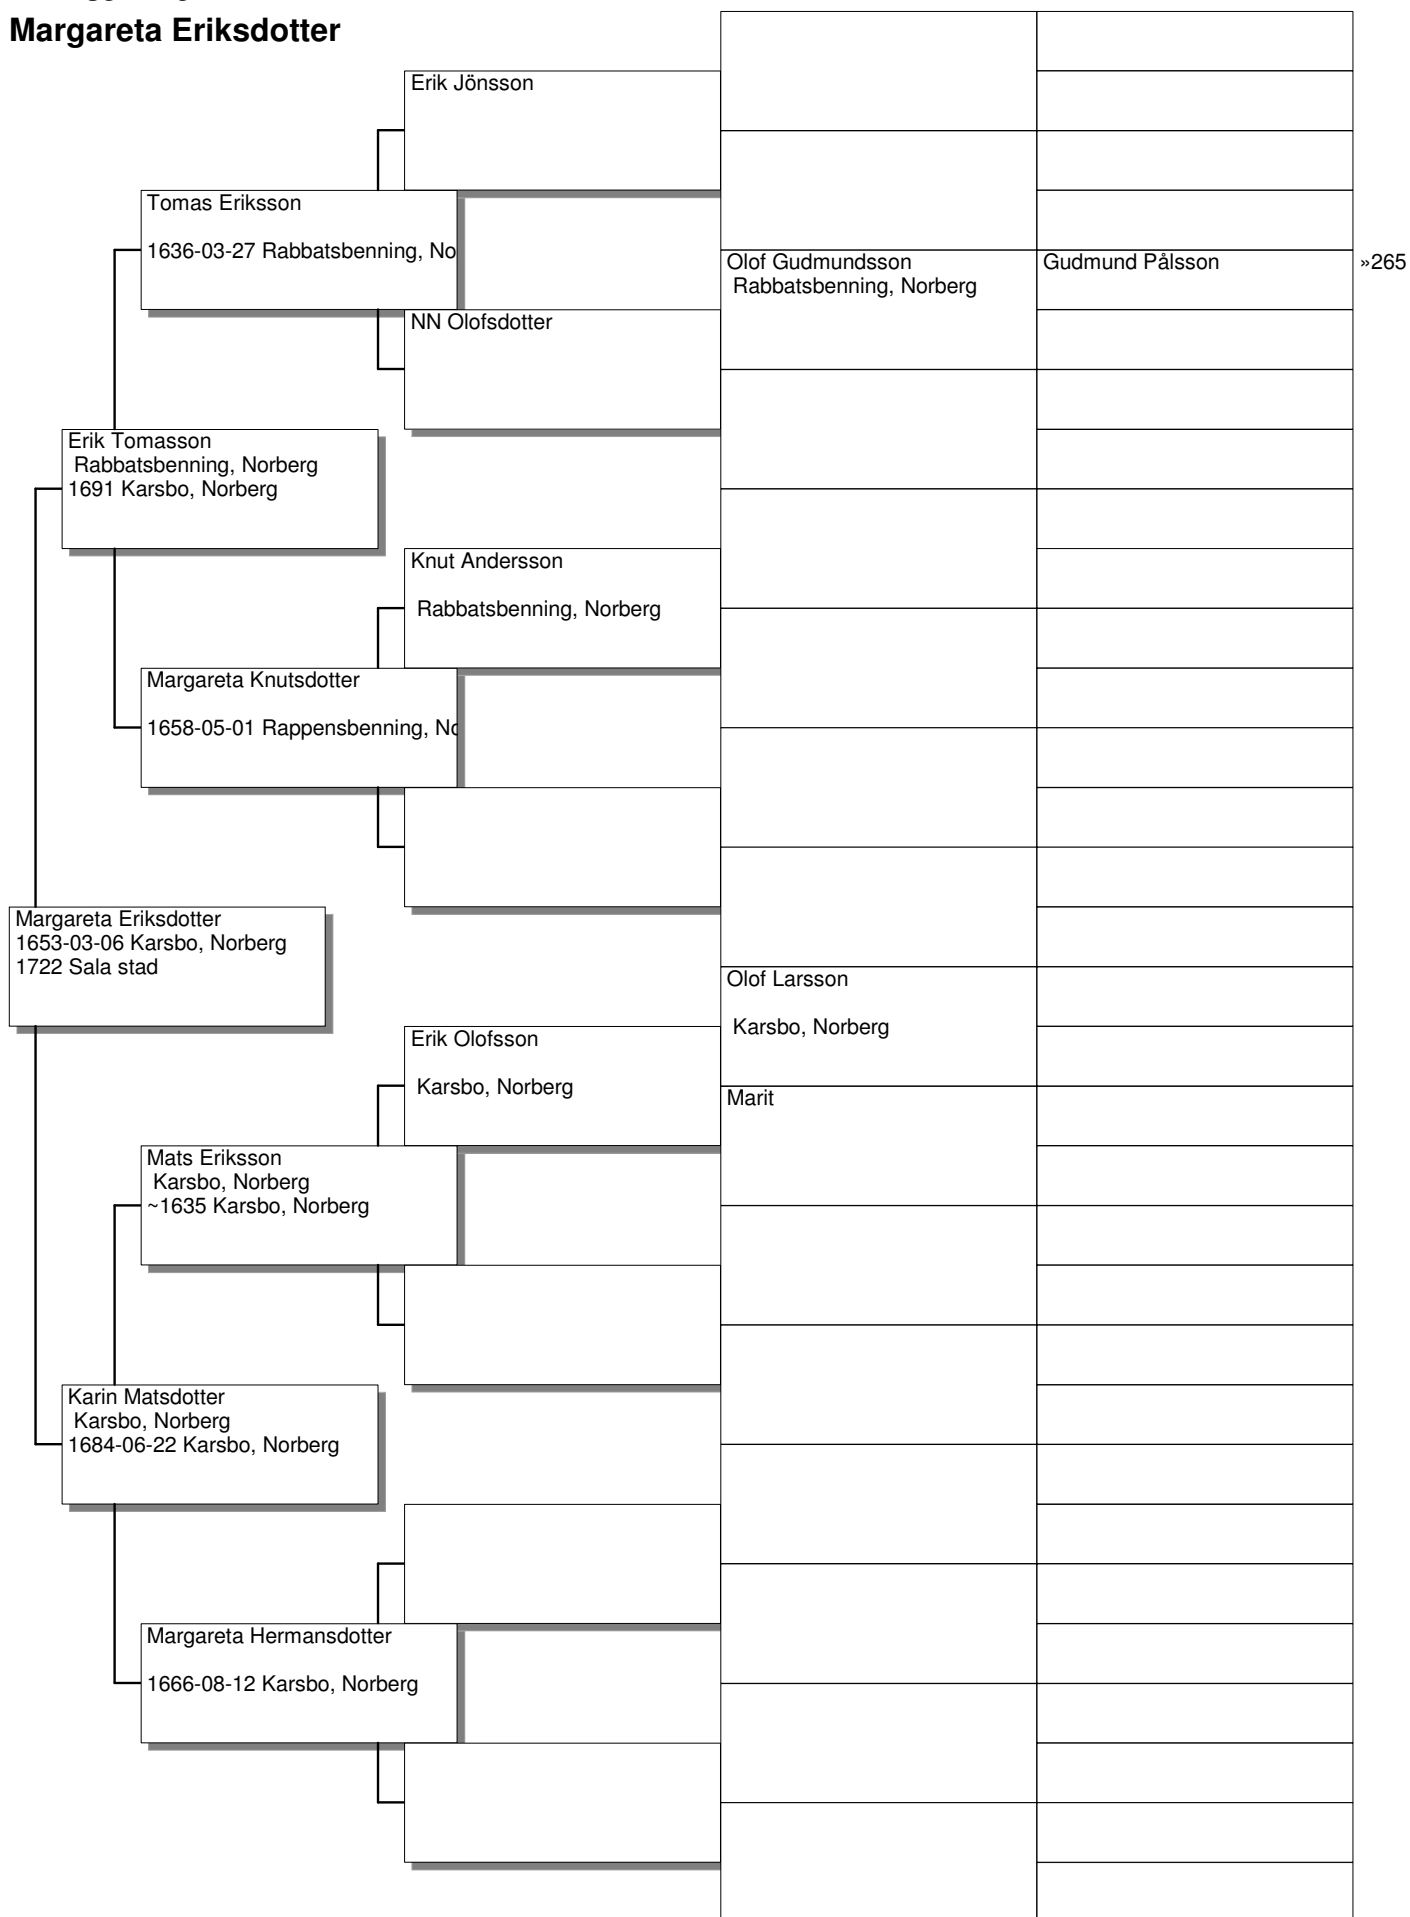 Margareta Eriksdotter
Erik Jönsson
Tomas Eriksson
1636-03-27 Rabbatsbenning, No
Olof Gudmundsson
Rabbatsbenning, Norberg
Gudmund Pålsson
»265
NN Olofsdotter
Erik Tomasson
Rabbatsbenning, Norberg
1691 Karsbo, Norberg
Knut Andersson
Rabbatsbenning, Norberg
Margareta Knutsdotter
1658-05-01 Rappensbenning, No
Margareta Eriksdotter
1653-03-06 Karsbo, Norberg
1722 Sala stad
Olof Larsson
Karsbo, Norberg
Erik Olofsson
Karsbo, Norberg
Marit
Mats Eriksson
Karsbo, Norberg
~1635 Karsbo, Norberg
Karin Matsdotter
Karsbo, Norberg
1684-06-22 Karsbo, Norberg
Margareta Hermansdotter
1666-08-12 Karsbo, Norberg